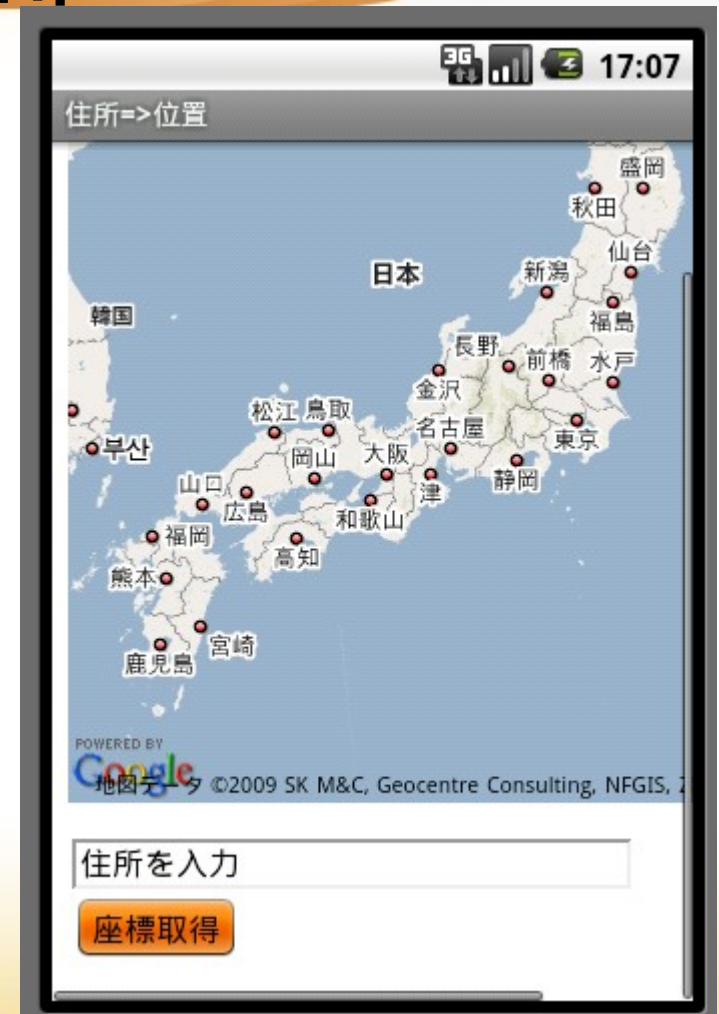 3G 17:07
住所=>位置
盛岡
秋田
仙台
日本
新潟
韓国
福島
長野
前橋 水戸
金沢
松江 鳥取
名古屋
東京
부산
岡山
大阪
静岡
山口
津
広島
和歌山
福岡
高知
熊本
宮崎
鹿児島
POWERED BY
Google
地図データ ©2009 SK M&C, Geocentre Consulting, NFGIS,
住所を入力
座標取得